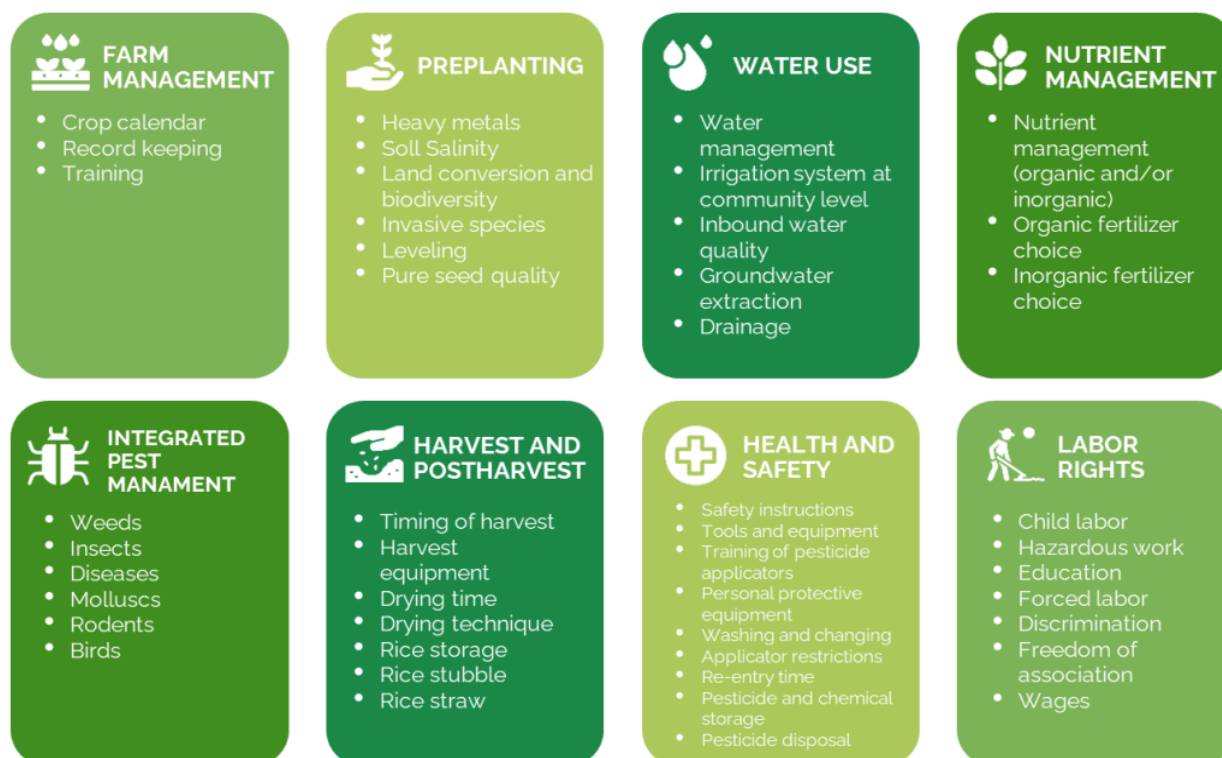 FARM
MANAGEMENT
• Crop calendar
• Record keeping
• Training
PREPLANTING
• Heavy metals
• Soll Salinity
• Land conversion and
biodiversity
• Invasive species
• Leveling
• Pure seed quality
WATER USE
• Water
management
• Irrigation system at
community level
• Inbound water
quality
• Groundwater
extraction
• Drainage
NUTRIENT
MANAGEMENT
• Nutrient
management
(organic and/or
inorganic)
• Organic fertilizer
choice
• Inorganic fertilizer
choice
INTEGRATED
PEST
MANAMENT
• Weeds
• Insects
• Diseases
• Molluscs
• Rodents
• Birds
HARVEST AND
POSTHARVEST
• Timing of harvest
• Harvest
equipment
• Drying time
• Drying technique
• Rice storage
• Rice stubble
• Rice straw
HEALTH AND
SAFETY
• Safety instructions
• Tools and equipment
• Training of pesticide
applicators
• Personal protective
equipment
• Washing and changing
• Applicator restrictions
• Re-entry time
• Pesticide and chemical
storage
• Pesticide disposal
LABOR
RIGHTS
• Child labor
• Hazardous work
• Education
• Forced labor
• Discrimination
• Freedom of
association
• Wages